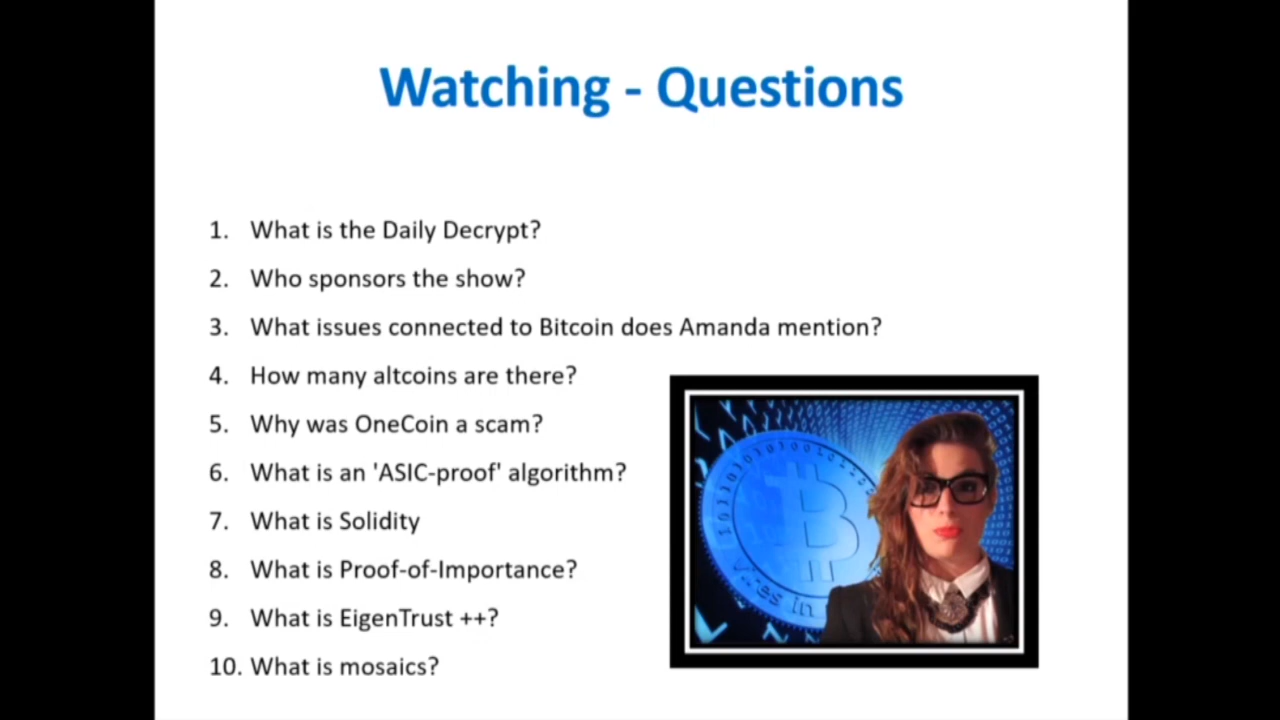 Watching - Questions
1. What is the Daily Decrypt?
2. Who sponsors the show?
3. What issues connected to Bitcoin does Amanda mention?
4. How many altcoins are there?
5. Why was OneCoin a scam?
6. What is an 'ASIC-proof' algorithm?
7. What is Solidity
8. What is Proof-of-Importance?
9. What is EigenTrust ++?
10. What is mosaics?